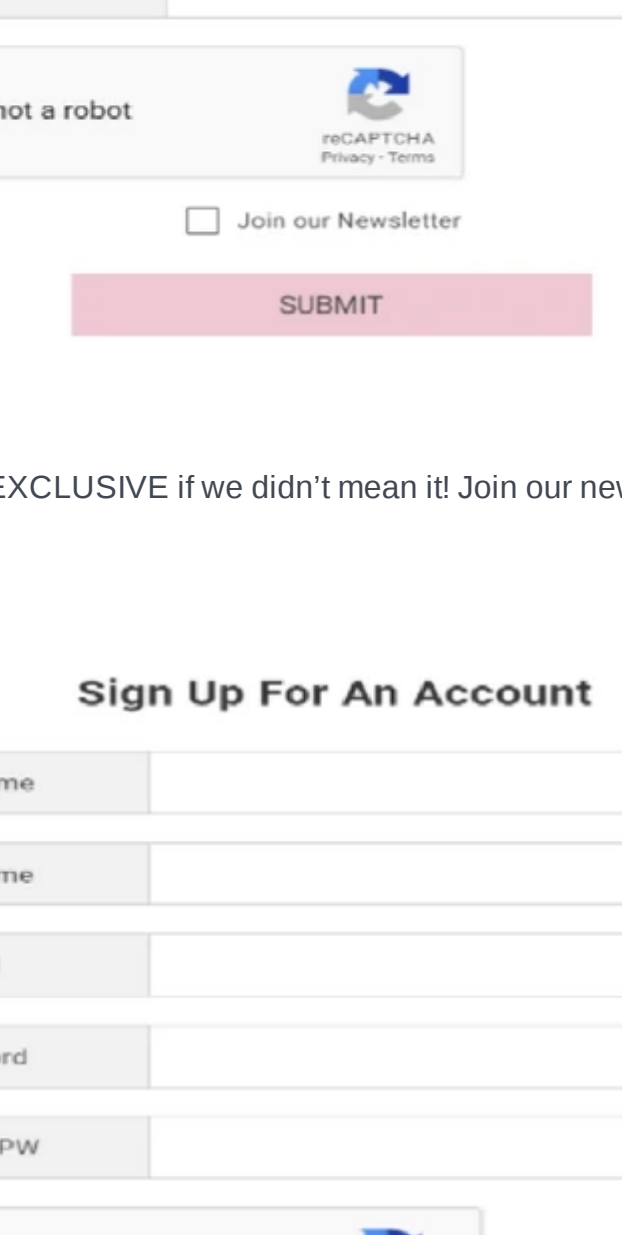 not a robot
reCAPTCHA
Privacy - Terms
Join our Newsletter
SUBMIT
EXCLUSIVE if we didn’t mean it! Join our new
Sign Up For An Account
me
me
rd
PW